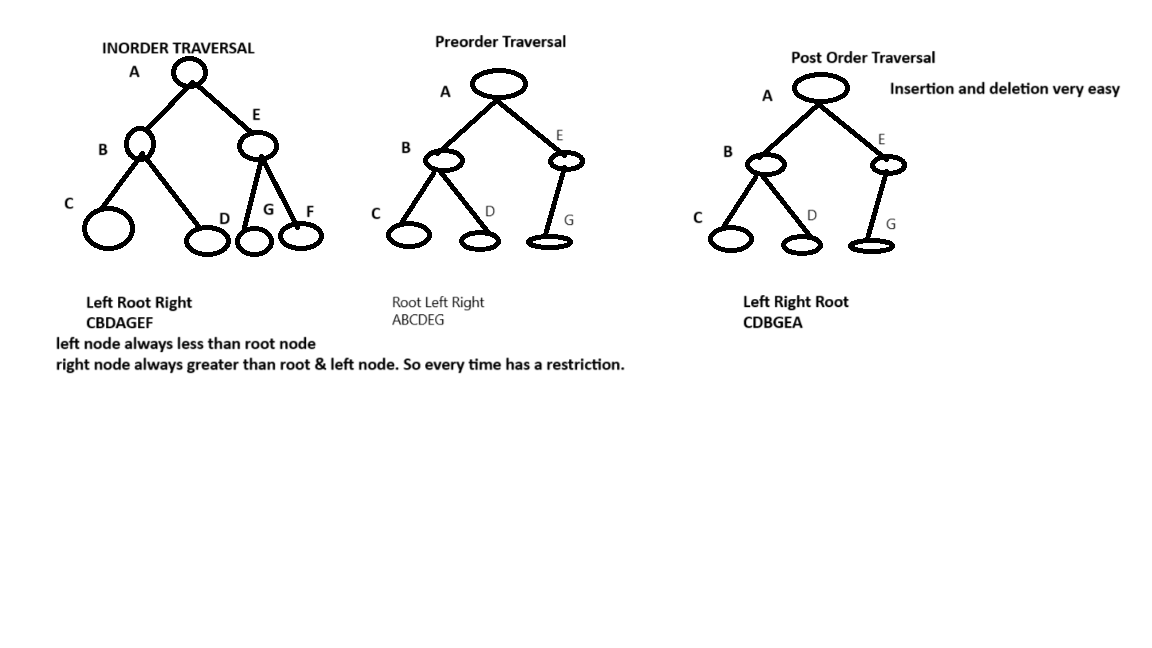 INORDER TRAVERSAL
A
B
E
C
D
G
F
Left Root Right
CBDAGEF
left node always less than root node
right node always greater than root & left node. So every time has a restriction.
Preorder Traversal
A
B
E
C
D
G
Root Left Right
ABCDEG
Post Order Traversal
Insertion and deletion very easy
A
B
E
C
D
G
Left Right Root
CDBGEA